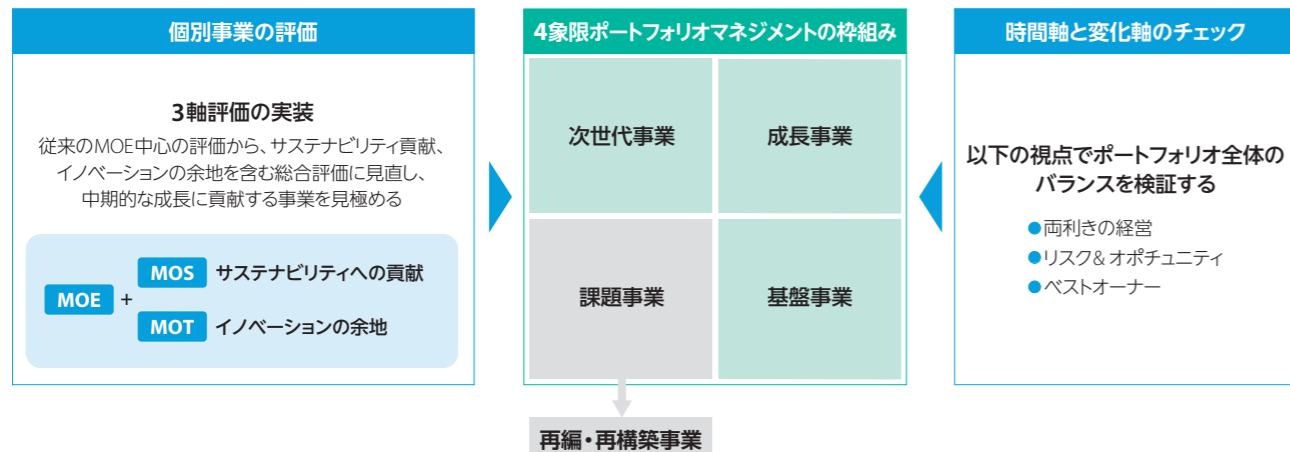 個別事業の評価
3軸評価の実装
従来のMOE中心の評価から、サステナビリティ貢献、
イノベーションの余地を含む総合評価に見直し、
中期的な成長に貢献する事業を見極める
MOE + MOS サステナビリティへの貢献
MOT イノベーションの余地
4象限ポートフォリオマネジメントの枠組み
次世代事業
成長事業
課題事業
基盤事業
再編・再構築事業
時間軸と変化軸のチェック
以下の視点でポートフォリオ全体の
バランスを検証する
●両利きの経営
●リスク&オポチュニティ
●ベストオーナー